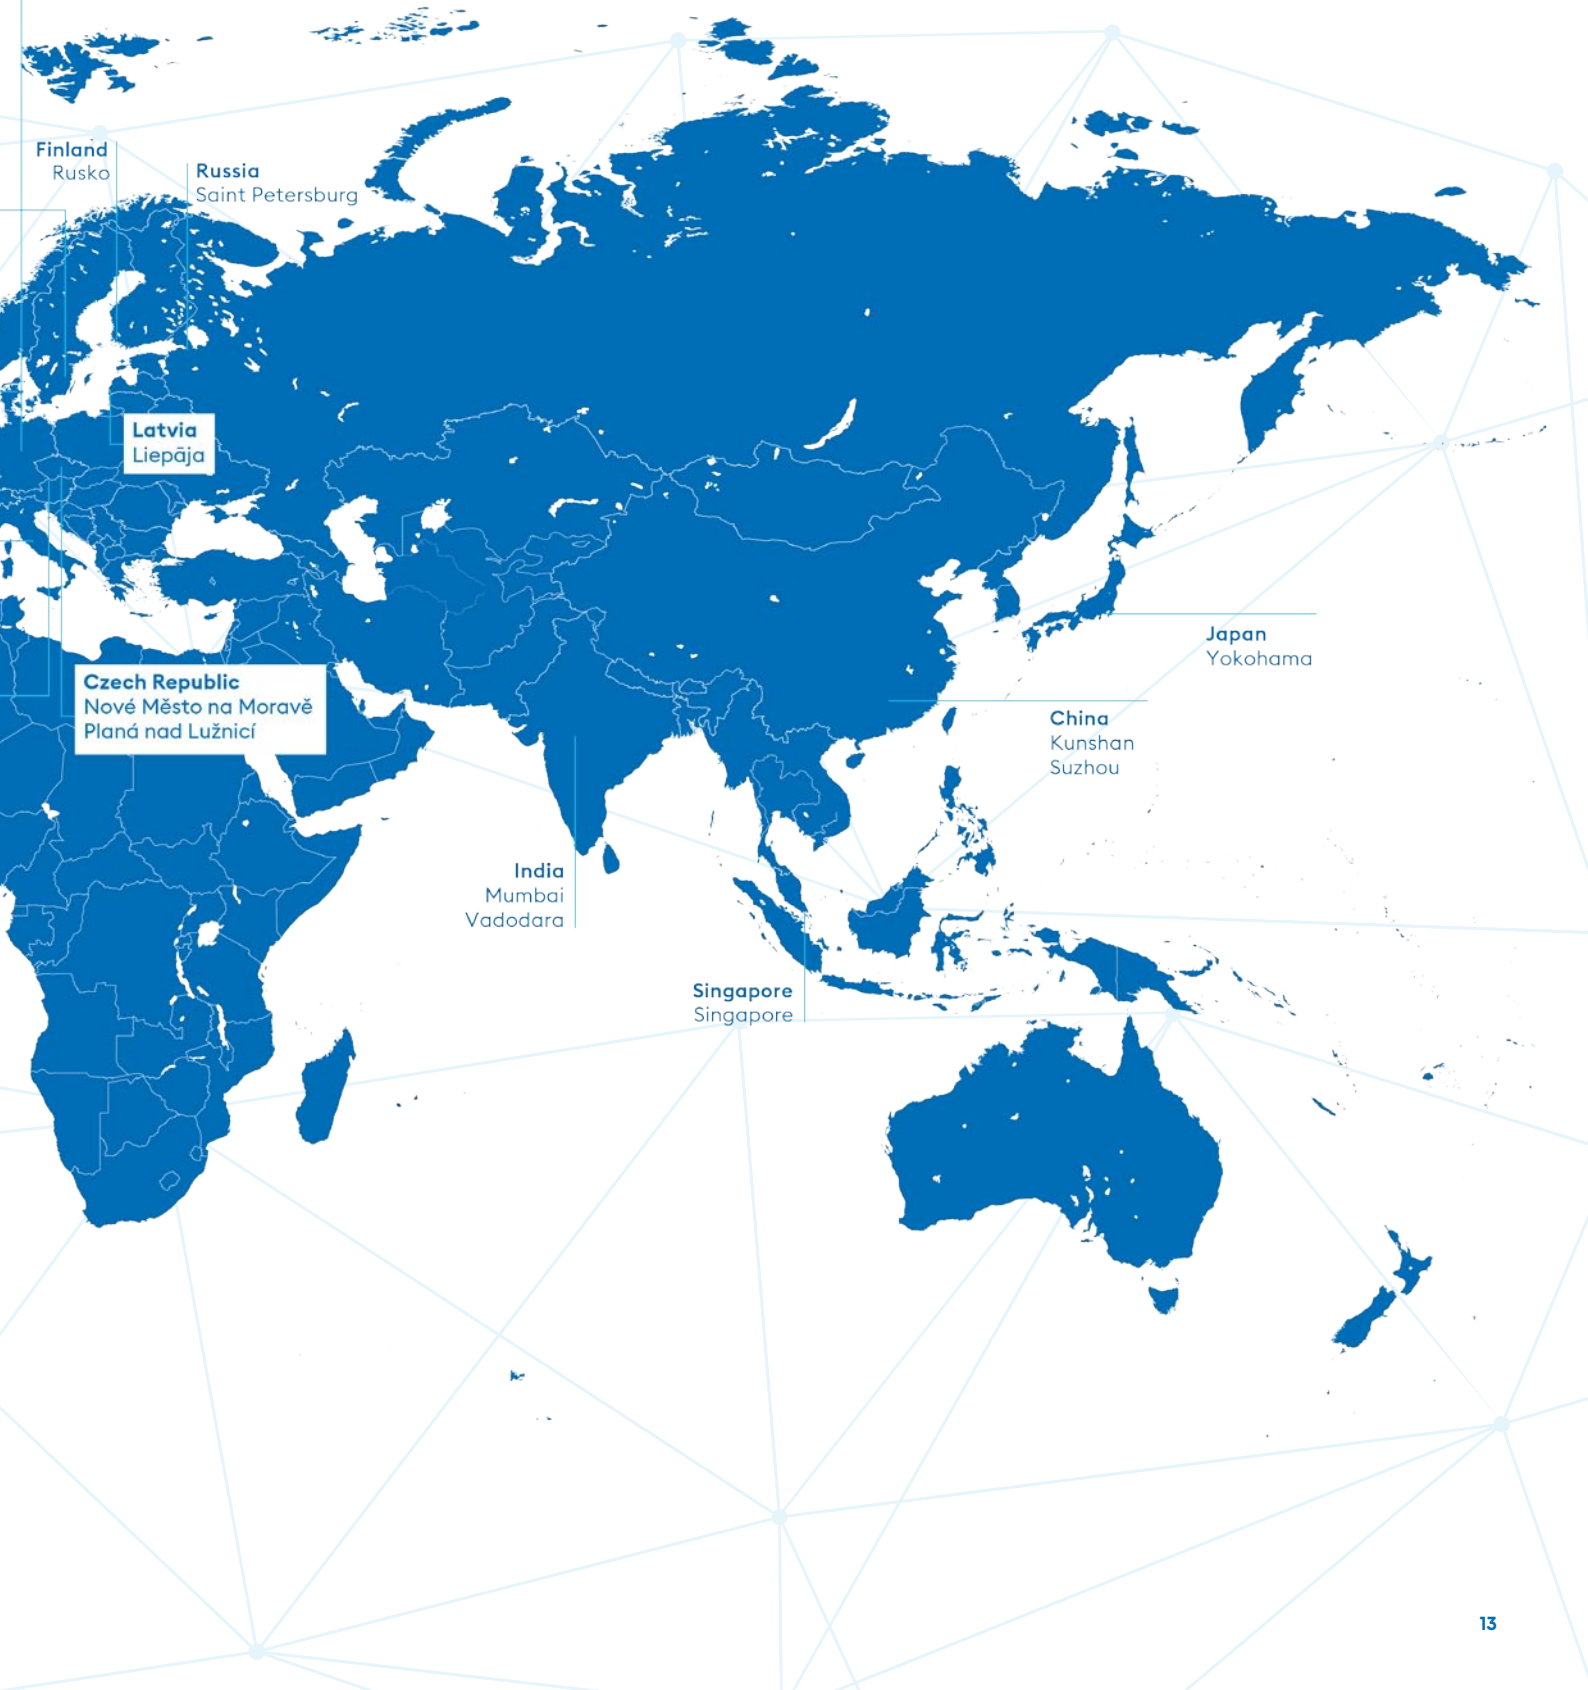 Finland
Rusko
Russia
Saint Petersburg
Latvia
Liepāja
Czech Republic
Nové Město na Moravě
Planá nad Lužnicí
Japan
Yokohama
China
Kunshan
Suzhou
India
Mumbai
Vadodara
Singapore
Singapore
13